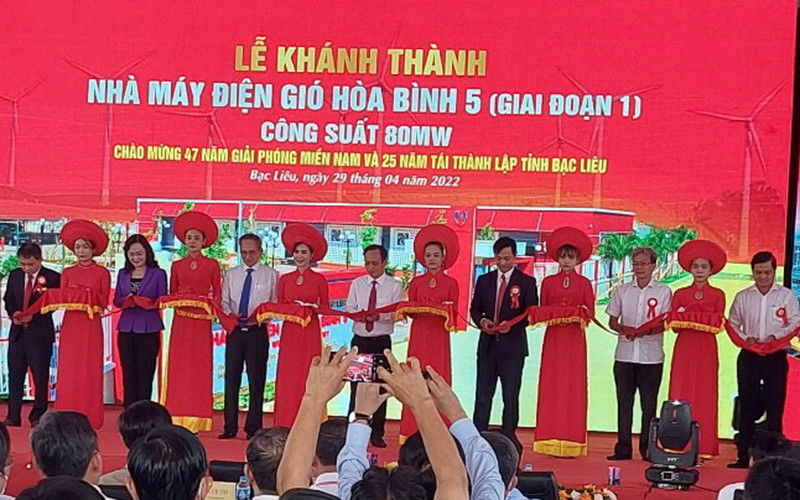 LỄ KHÁNH THÀNH
NHÀ MÁY ĐIỆN GIÓ HÒA BÌNH 5 (GIAI ĐOẠN 1)
CÔNG SUẤT 80MW
CHÀO MỪNG 47 NĂM GIẢI PHÓNG MIỀN NAM VÀ 25 NĂM TÁI THÀNH LẬP TỈNH BẠC LIÊU
Bạc Liêu, ngày 29 tháng 04 năm 2022